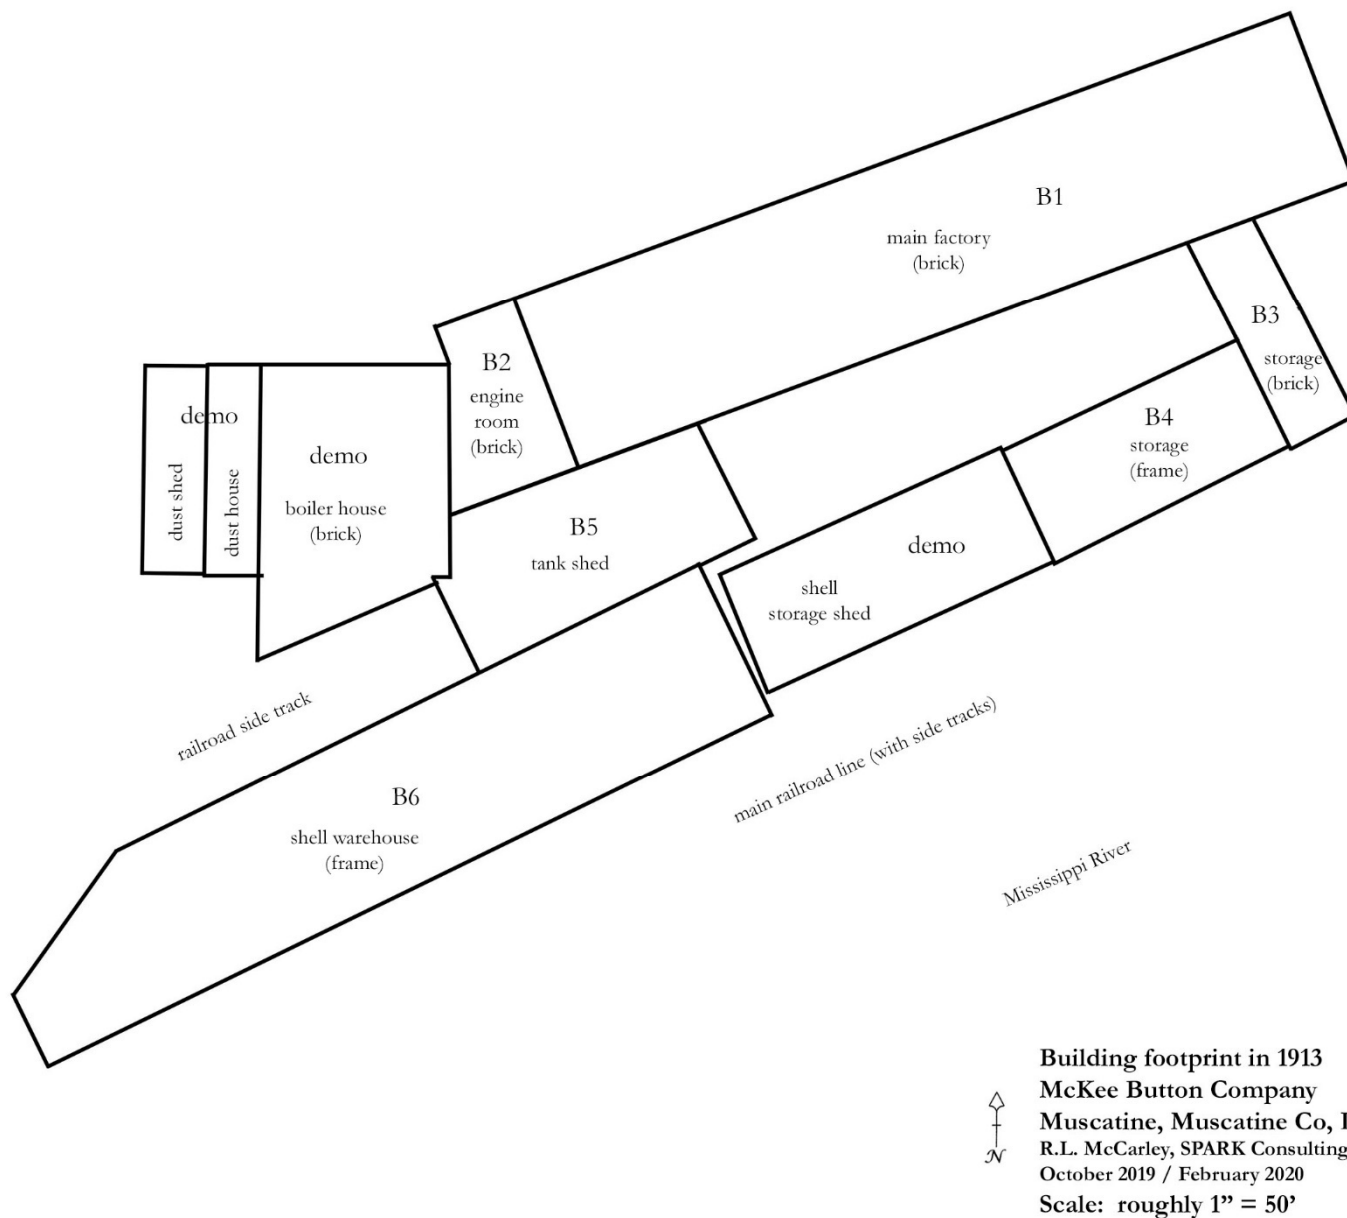 B1
main factory
(brick)
B3
storage
(brick)
B2
engine
room
(brick)
demo
dust shed
dust house
demo
boiler house
(brick)
B4
storage
(frame)
B5
tank shed
demo
shell
storage shed
railroad side track
main railroad line (with side tracks)
B6
shell warehouse
(frame)
Mississippi River
N
Building footprint in 1913
McKee Button Company
Muscatine, Muscatine Co,
R.L. McCarley, SPARK Consulting
October 2019 / February 2020
Scale: roughly 1” = 50’